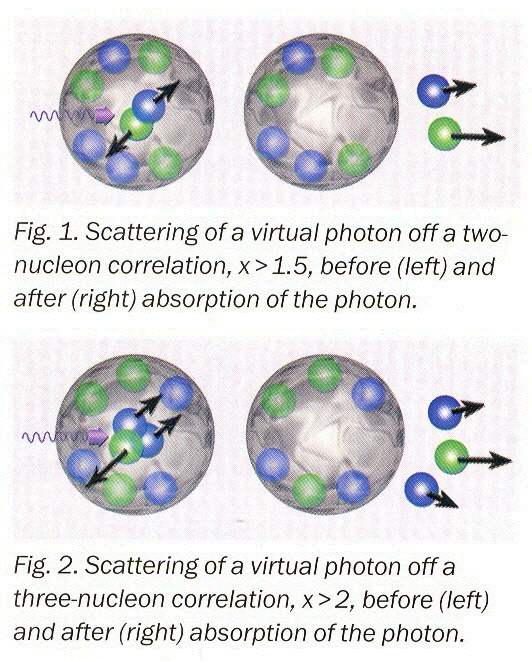 Fig. 1. Scattering of a virtual photon off a two-
nucleon correlation, x > 1.5, before (left) and
after (right) absorption of the photon.
Fig. 2. Scattering of a virtual photon off a
three-nucleon correlation, x > 2, before (left)
and after (right) absorption of the photon.